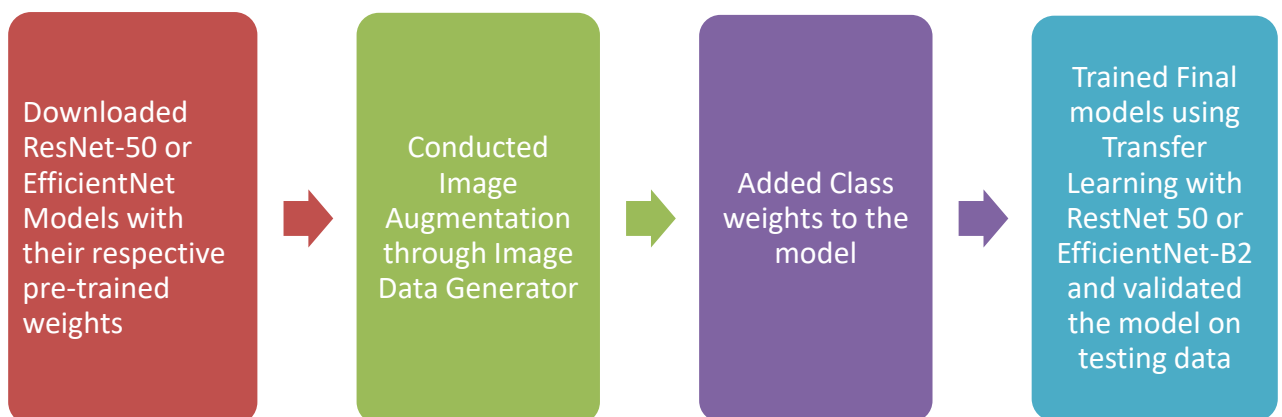 Downloaded
ResNet-50 or
EfficientNet
Models with
their respective
pre-trained
weights
Conducted
Image
Augmentation
through Image
Data Generator
Added Class
weights to the
model
Trained Final
models using
Transfer
Learning with
RestNet 50 or
EfficientNet-B2
and validated
the model on
testing data